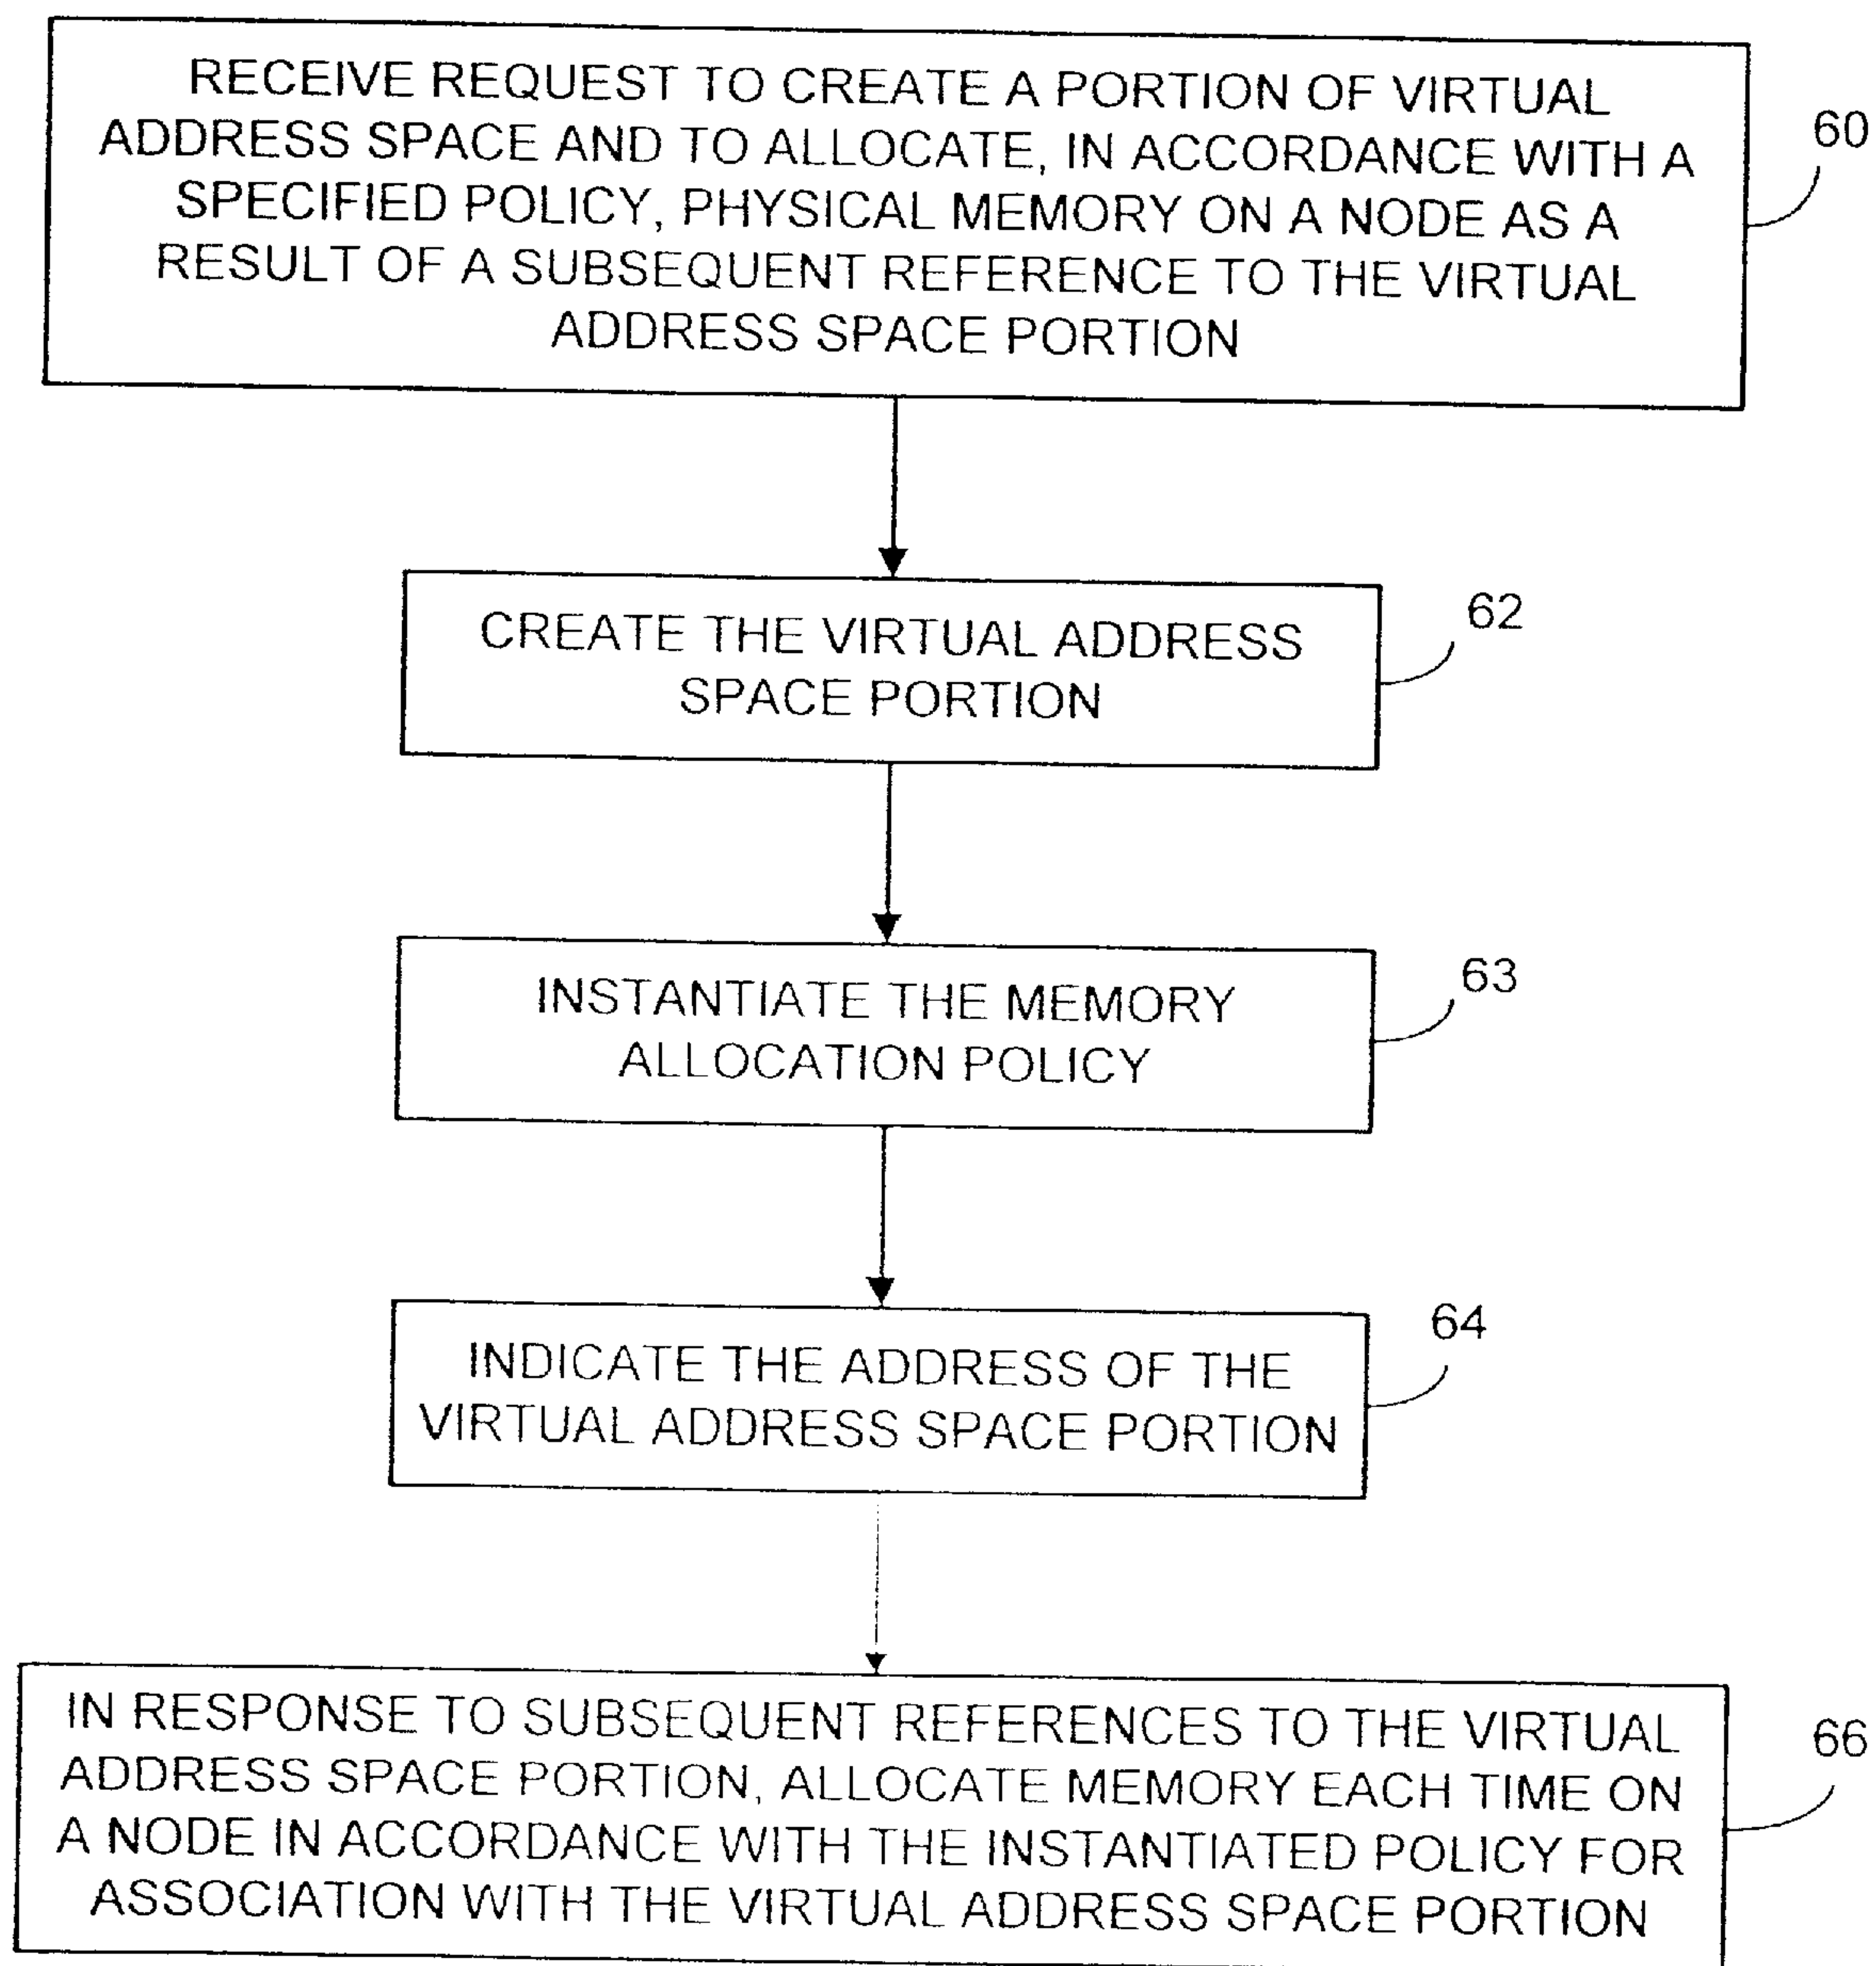 RECEIVE REQUEST TO CREATE A PORTION OF VIRTUAL
ADDRESS SPACE AND TO ALLOCATE, IN ACCORDANCE WITH A
SPECIFIED POLICY, PHYSICAL MEMORY ON A NODE AS A
RESULT OF A SUBSEQUENT REFERENCE TO THE VIRTUAL
ADDRESS SPACE PORTION
60
CREATE THE VIRTUAL ADDRESS
SPACE PORTION
62
INSTANTIATE THE MEMORY
ALLOCATION POLICY
63
INDICATE THE ADDRESS OF THE
VIRTUAL ADDRESS SPACE PORTION
64
IN RESPONSE TO SUBSEQUENT REFERENCES TO THE VIRTUAL
ADDRESS SPACE PORTION, ALLOCATE MEMORY EACH TIME ON
A NODE IN ACCORDANCE WITH THE INSTANTIATED POLICY FOR
ASSOCIATION WITH THE VIRTUAL ADDRESS SPACE PORTION
66